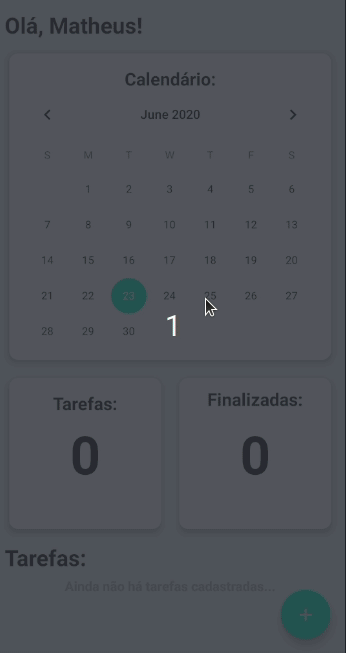 Olá, Matheus!
Calendário:
June 2020
S M T W T F S
1 2 3 4 5 6
7 8 9 10 11 12 13
14 15 16 17 18 19 20
21 22 23 24 25 26 27
28 29 30
1
Tarefas: Finalizadas:
0 0
Tarefas:
Ainda não há tarefas cadastradas...
+